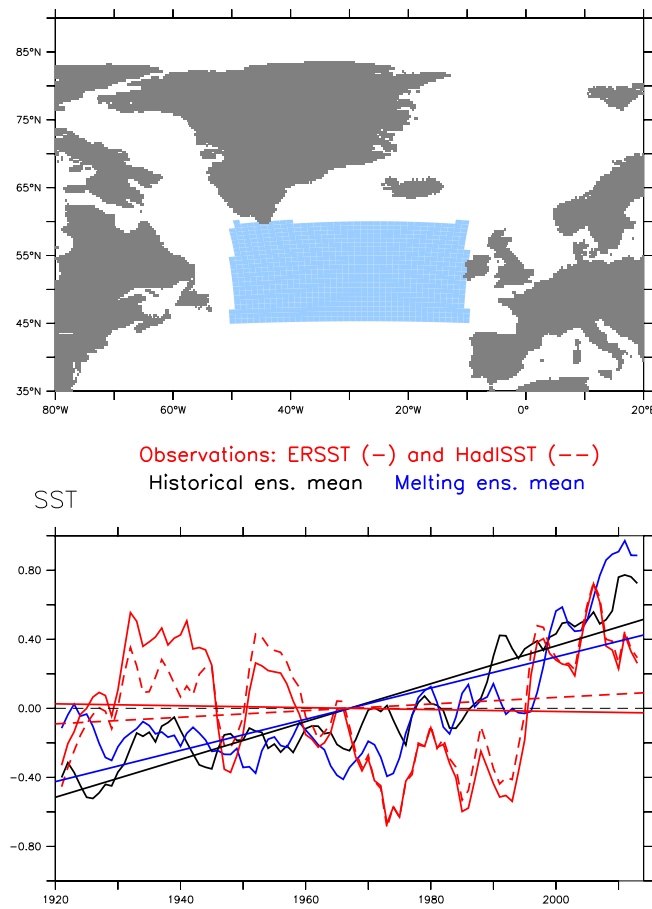 85°N
75°N
65°N
55°N
45°N
35°N
80°W 60°W 40°W 20°W 0° 20°E
Observations: ERSST (−) and HadISST (−−)
Historical ens. mean Melting ens. mean
SST
0.80
0.40
0.00
−0.40
−0.80
1920 1940 1960 1980 2000